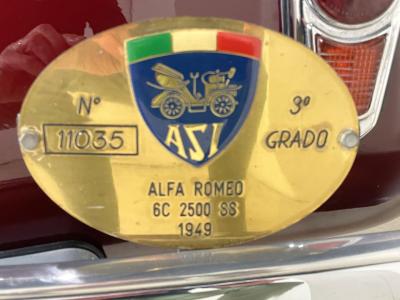 Nº 3º
11035 GRADO
ASI
ALFA ROMEO
6C 2500 SS
1949